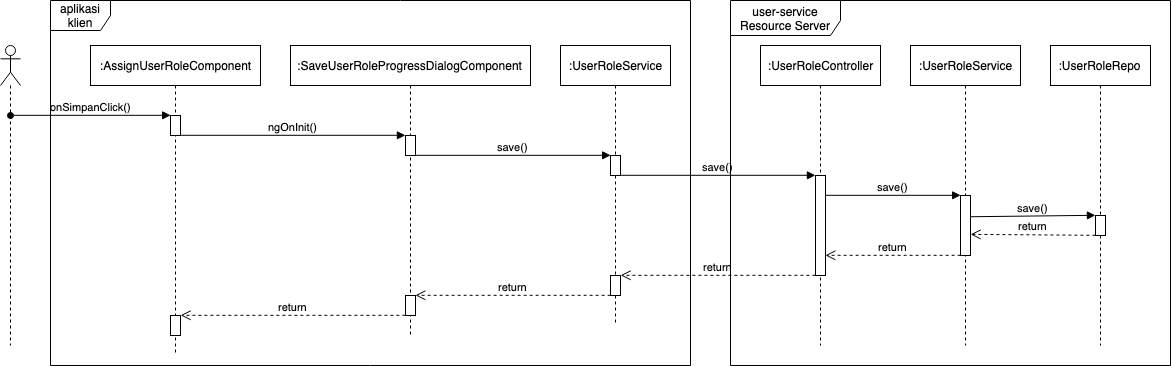 aplikasi
klien
user-service
Resource Server
:AssignUserRoleComponent
:SaveUserRoleProgressDialogComponent
:UserRoleService
:UserRoleController
:UserRoleService
:UserRoleRepo
onSimpanClick()
ngOnInit()
save()
save()
save()
save()
return
return
return
return
return